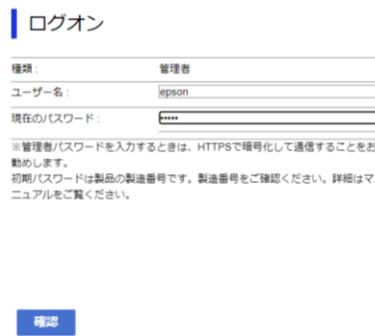 ログオン
種類 : 管理者
ユーザー名 : epson
現在のパスワード : •••••
※管理者パスワードを入力するときは、HTTPSで暗号化して通信することをお
勧めします。
初期パスワードは製品の製造番号です。製造番号をご確認ください。詳細はマ
ニュアルをご覧ください。
確認